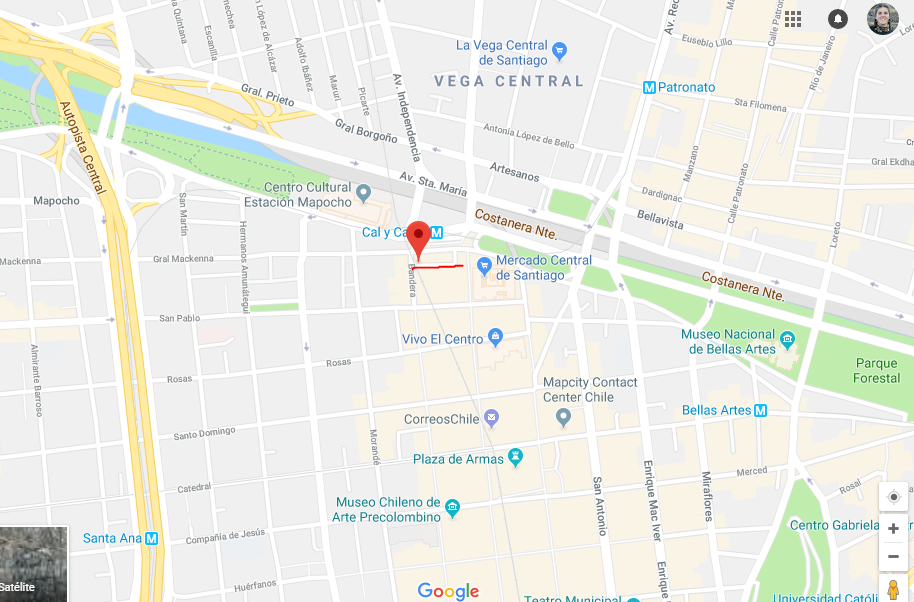 ma Quintana
Escanilla
López de Alcázar
Adolfo Ibáñez
Maruri
Picarte
Av. Independencia
La Vega Central
de Santiago
VEGA CENTRAL
Eusebio Lillo
Calle Patronato
Río de Janeiro
Patronato
Sta Filomena
Gral. Prieto
Gral Borgoño
Antonia López de Bello
Artesanos
Manzano
Gral Ekdha
Autopista Central
Av. Sta. María
Centro Cultural
Estación Mapocho
Dardignac
Calle Patronato
Mapocho
San Martín
Costanera Nte.
Bellavista
Loreto
Hermanos Amunátegui
Mackenna
Gral Mackenna
Bandera
Mercado Central
de Santiago
Costanera Nte.
San Pablo
Vivo El Centro
Museo Nacional
de Bellas Artes
Parque
Forestal
Almirante Barroso
Rosas
Rosas
Mapcity Contact
Center Chile
CorreosChile
Bellas Artes
Santo Domingo
Morandé
Plaza de Armas
Merced
Catedral
San Antonio
Enrique Mac Iver
Miraflores
Rosal
Museo Chileno de
Arte Precolombino
Santa Ana
Compañía de Jesús
Centro Gabriela
Satélite
Huérfanos
Google
Enrique
Teatro Municipal
Universidad Católi